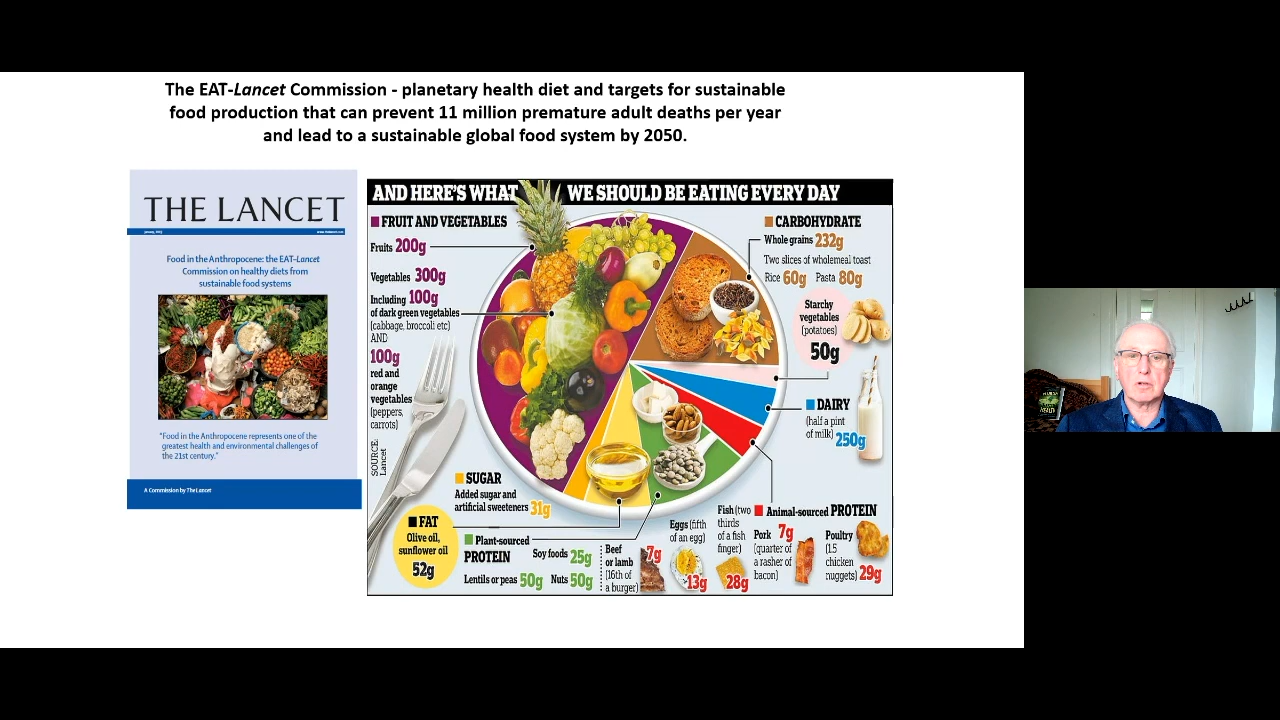 The EAT-Lancet Commission - planetary health diet and targets for sustainable
food production that can prevent 11 million premature adult deaths per year
and lead to a sustainable global food system by 2050.
THE LANCET
Food in the Anthropocene: the EAT-Lancet
Commission on healthy diets from
sustainable food systems
"Food in the Anthropocene represents one of the
greatest health and environmental challenges of
the 21st century."
A Commission by The Lancet
AND HERE'S WHAT WE SHOULD BE EATING EVERY DAY
FRUIT AND VEGETABLES
Fruits 200g
Vegetables 300g
Including 100g
of dark green vegetables
(cabbage, broccoli etc)
AND
100g
red and
orange
vegetables
(peppers,
carrots)
SOURCE:
Lancet
CARBOHYDRATE
Whole grains 232g
Two slices of wholemeal toast
Rice 60g Pasta 80g
Starchy
vegetables
(potatoes)
50g
DAIRY
(half a pint
of milk) 250g
SUGAR
Added sugar and
artificial sweeteners 31g
FAT
Olive oil,
sunflower oil
52g
Plant-sourced
PROTEIN
Soy foods 25g
Lentils or peas 50g Nuts 50g
Animal-sourced PROTEIN
Beef
or lamb
(16th of
a burger)
7g
Eggs (fifth
of an egg)
13g
Fish (two
thirds
of a fish
finger)
28g
Pork 7g
(quarter of
a rasher of
bacon)
Poultry
(1.5
chicken
nuggets) 29g